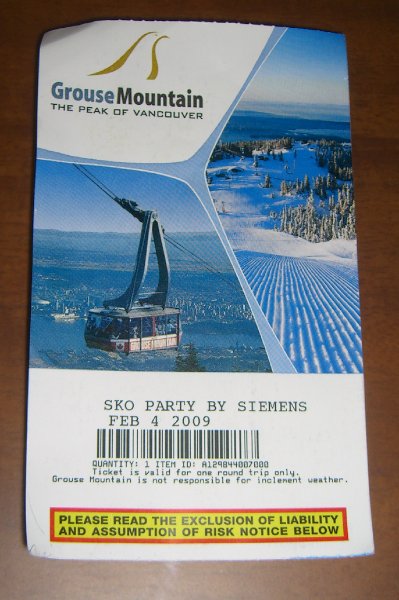 GrouseMountain
THE PEAK OF VANCOUVER
SKO PARTY BY SIEMENS
FEB 4 2009
QUANTITY: 1 ITEM ID: A129844007000
Ticket is valid for one round trip only.
Grouse Mountain is not responsible for inclement weather.
PLEASE READ THE EXCLUSION OF LIABILITY
AND ASSUMPTION OF RISK NOTICE BELOW